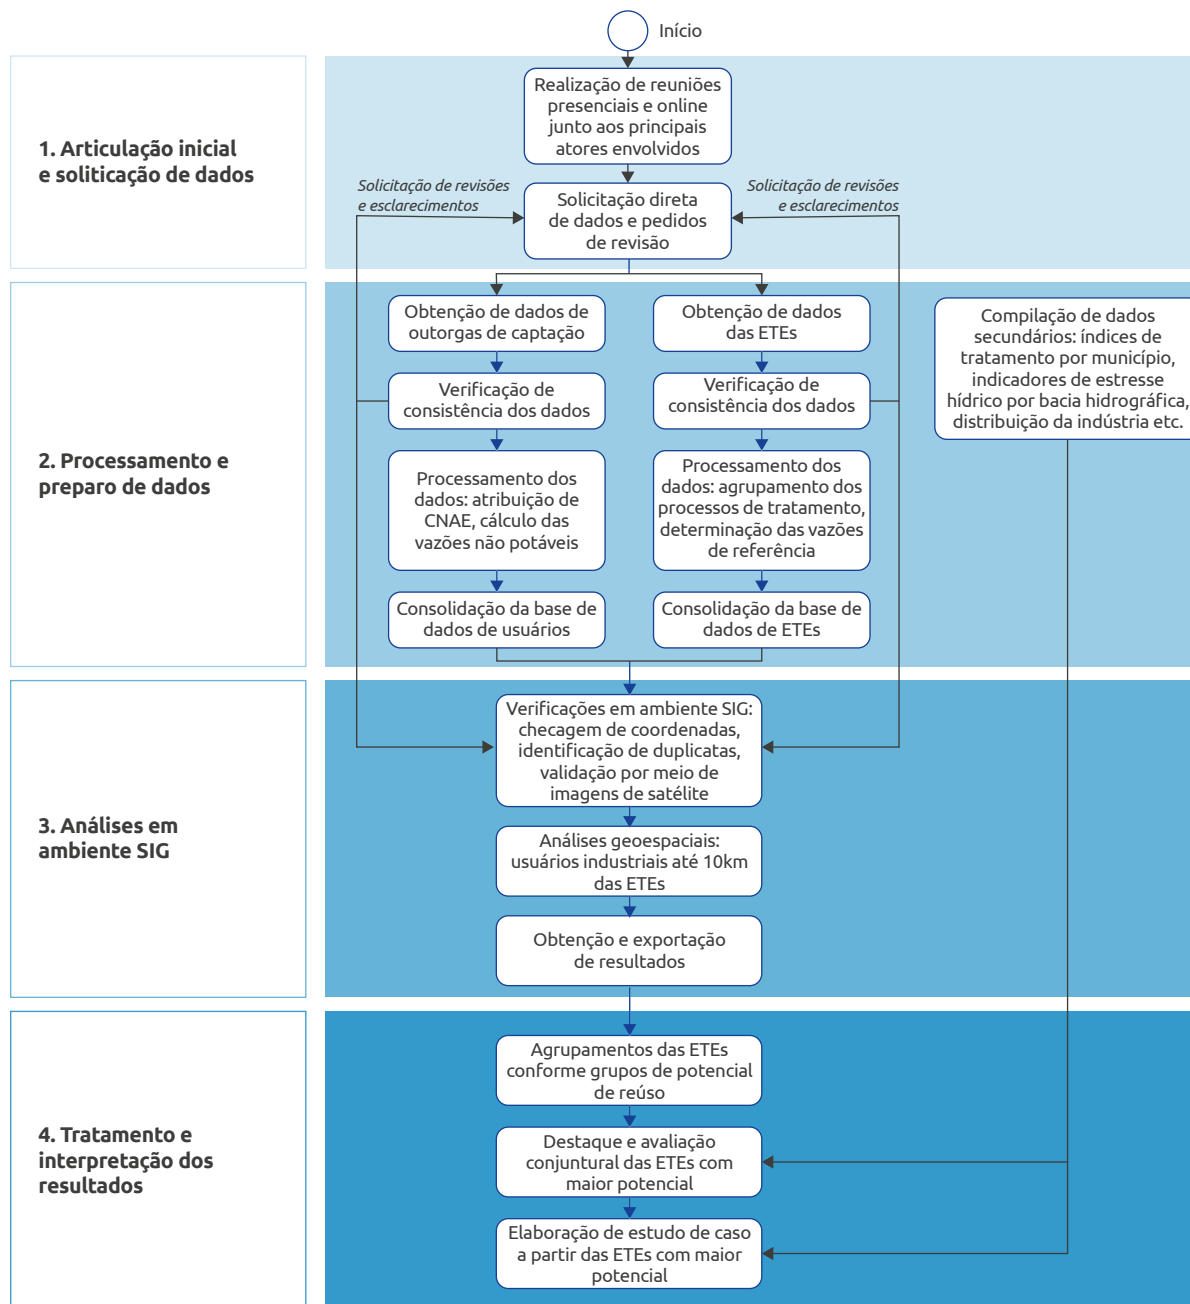 Início
1. Articulação inicial
e soliticação de dados
Realização de reuniões
presenciais e online
junto aos principais
atores envolvidos
Solicitação de revisões
e esclarecimentos
Solicitação direta
de dados e pedidos
de revisão
Solicitação de revisões
e esclarecimentos
2. Processamento e
preparo de dados
Obtenção de dados de
outorgas de captação
Verificação de
consistência dos dados
Processamento dos
dados: atribuição de
CNAE, cálculo das
vazões não potáveis
Consolidação da base de
dados de usuários
Obtenção de dados
das ETEs
Verificação de
consistência dos dados
Processamento dos
dados: agrupamento dos
processos de tratamento,
determinação das vazões
de referência
Consolidação da base de
dados de ETEs
Compilação de dados
secundários: índices de
tratamento por município,
indicadores de estresse
hídrico por bacia hidrográfica,
distribuição da indústria etc.
3. Análises em
ambiente SIG
Verificações em ambiente SIG:
checagem de coordenadas,
identificação de duplicatas,
validação por meio de
imagens de satélite
Análises geoespaciais:
usuários industriais até 10km
das ETEs
Obtenção e exportação
de resultados
4. Tratamento e
interpretação dos
resultados
Agrupamentos das ETEs
conforme grupos de potencial
de reúso
Destaque e avaliação
conjuntural das ETEs com
maior potencial
Elaboração de estudo de caso
a partir das ETEs com maior
potencial